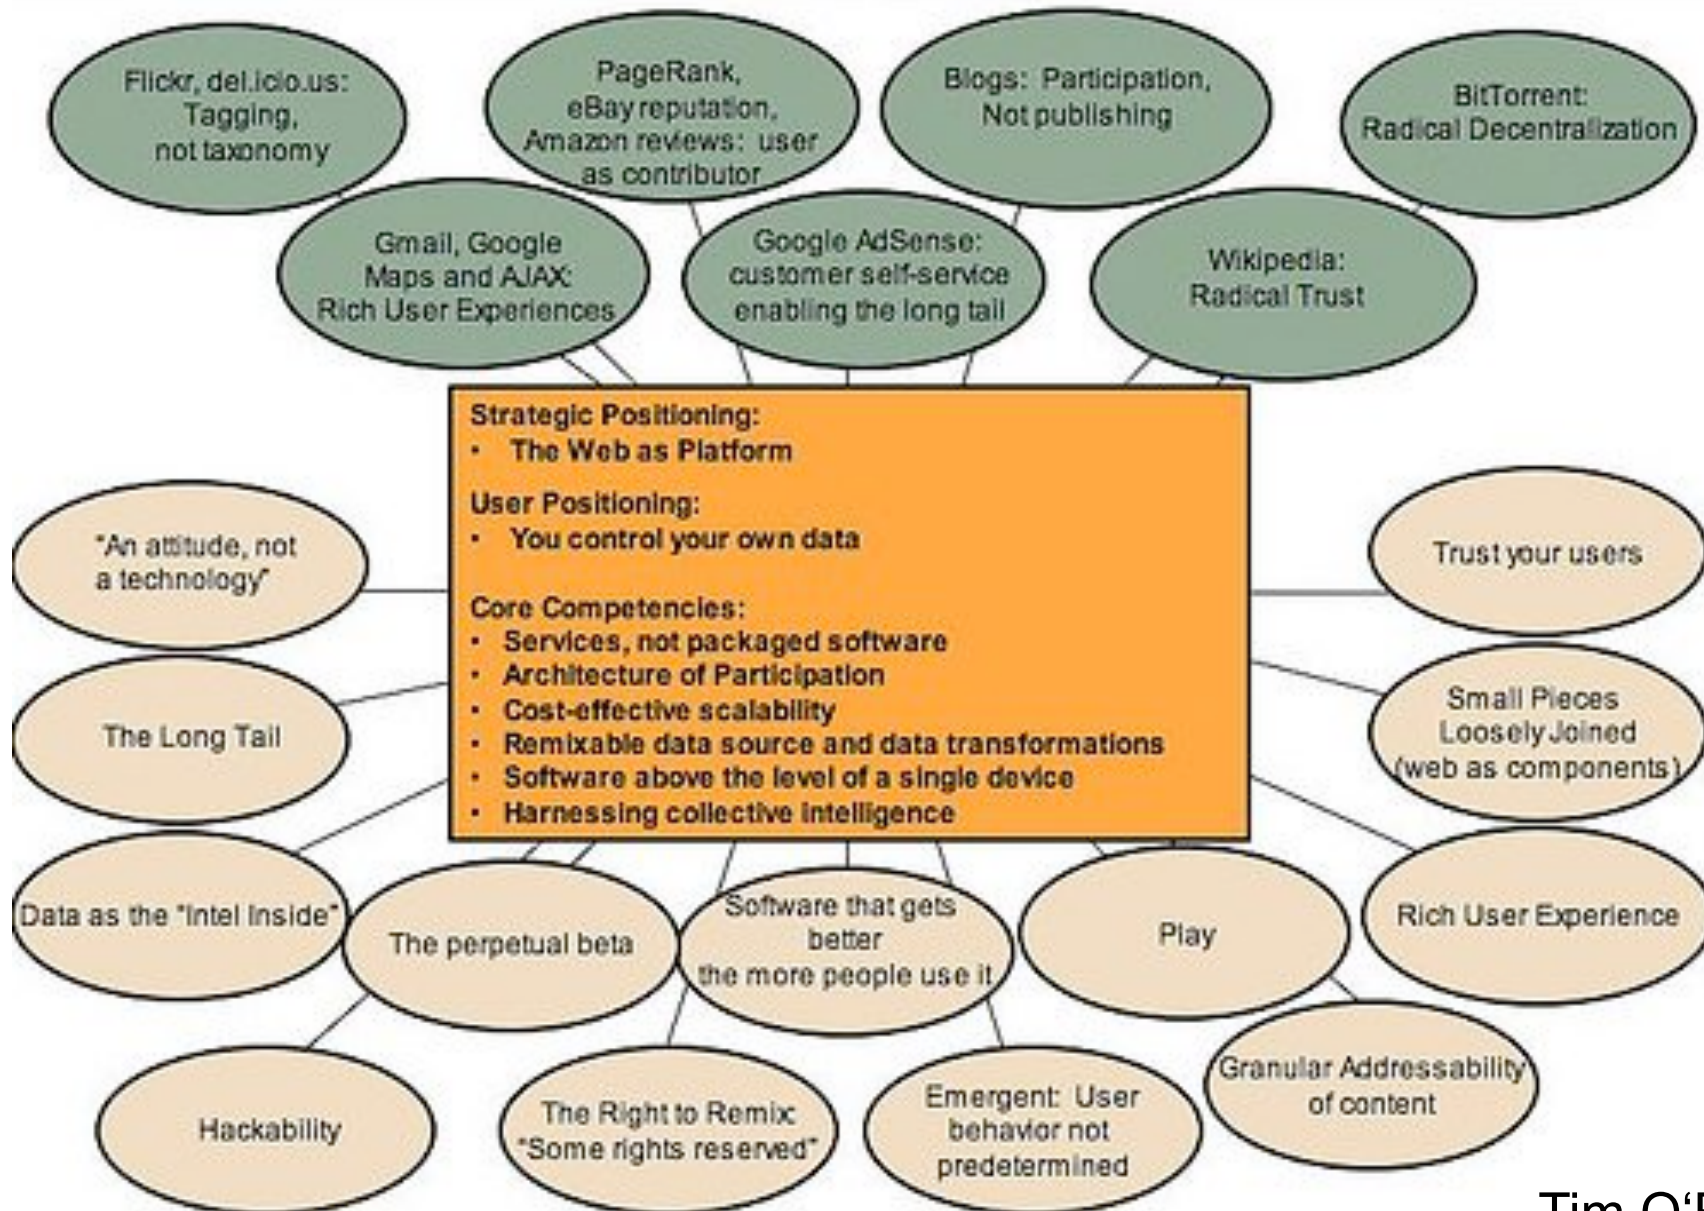 Flickr, del.icio.us:
Tagging,
not taxonomy
PageRank,
eBay reputation,
Amazon reviews: user
as contributor
Blogs: Participation,
Not publishing
BitTorrent:
Radical Decentralization
Gmail, Google
Maps and AJAX:
Rich User Experiences
Google AdSense:
customer self-service
enabling the long tail
Wikipedia:
Radical Trust
Strategic Positioning:
• The Web as Platform
User Positioning:
• You control your own data
Core Competencies:
• Services, not packaged software
• Architecture of Participation
• Cost-effective scalability
• Remixable data source and data transformations
• Software above the level of a single device
• Harnessing collective intelligence
"An attitude, not
a technology"
The Long Tail
Data as the "Intel Inside"
Trust your users
Small Pieces
Loosely Joined
(web as components)
Rich User Experience
The perpetual beta
Software that gets
better
the more people use it
Play
Hackability
The Right to Remix:
"Some rights reserved"
Emergent: User
behavior not
predetermined
Granular Addressability
of content
Tim